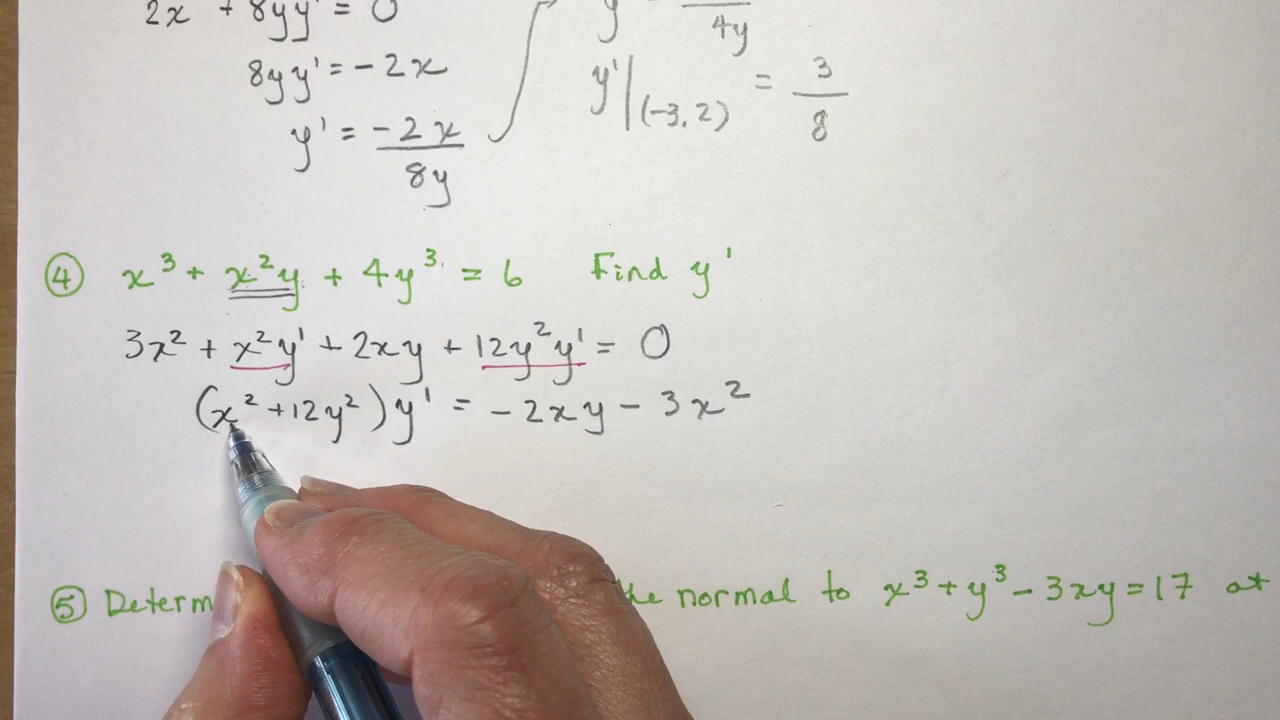 2x + 8yy' = 0
8yy' = -2x
y' = -2x / 8y
4y
y'|(-3,2) = 3/8
④ x³ + x²y + 4y³ = 6 Find y'
3x² + x²y' + 2xy + 12y²y' = 0
(x² + 12y²)y' = -2xy - 3x²
⑤ Determ the normal to x³ + y³ - 3xy = 17 at